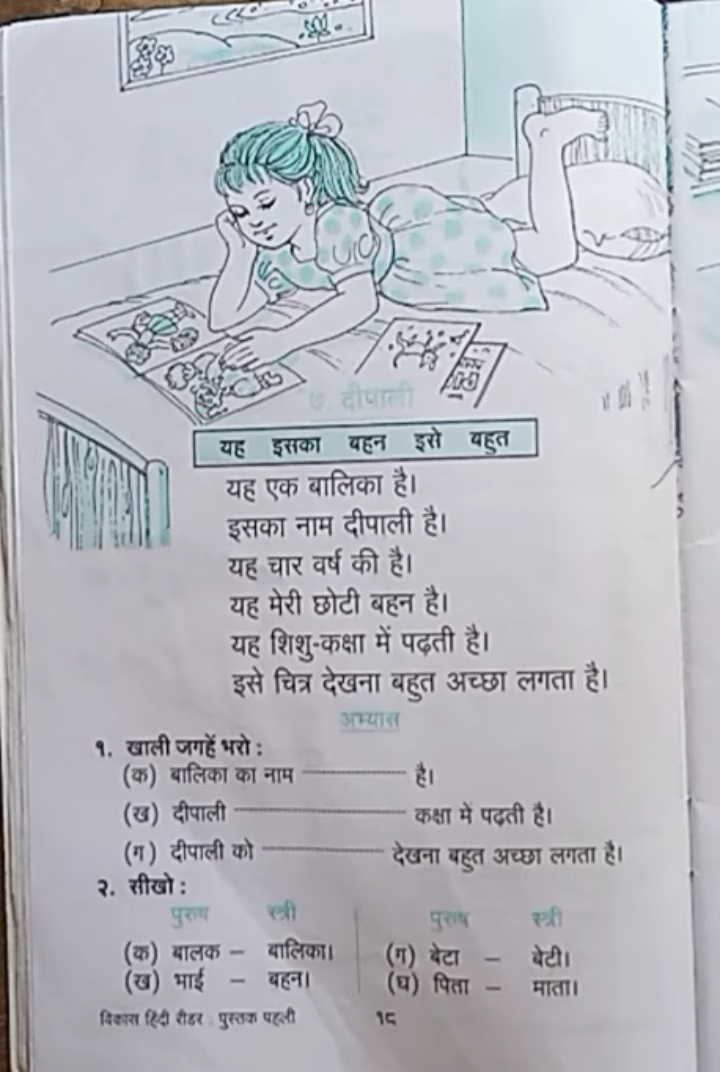 ७. दीपाली
यह इसका बहन इसे बहुत
यह एक बालिका है।
इसका नाम दीपाली है।
यह चार वर्ष की है।
यह मेरी छोटी बहन है।
यह शिशु-कक्षा में पढ़ती है।
इसे चित्र देखना बहुत अच्छा लगता है।
अभ्यास
१. खाली जगहें भरो :
(क) बालिका का नाम ———— है।
(ख) दीपाली ———— कक्षा में पढ़ती है।
(ग) दीपाली को ———— देखना बहुत अच्छा लगता है।
२. सीखो :
पुरुष स्त्री पुरुष स्त्री
(क) बालक – बालिका। (ग) बेटा – बेटी।
(ख) भाई – बहन। (घ) पिता – माता।
विकास हिंदी रीडर : पुस्तक पहली १८